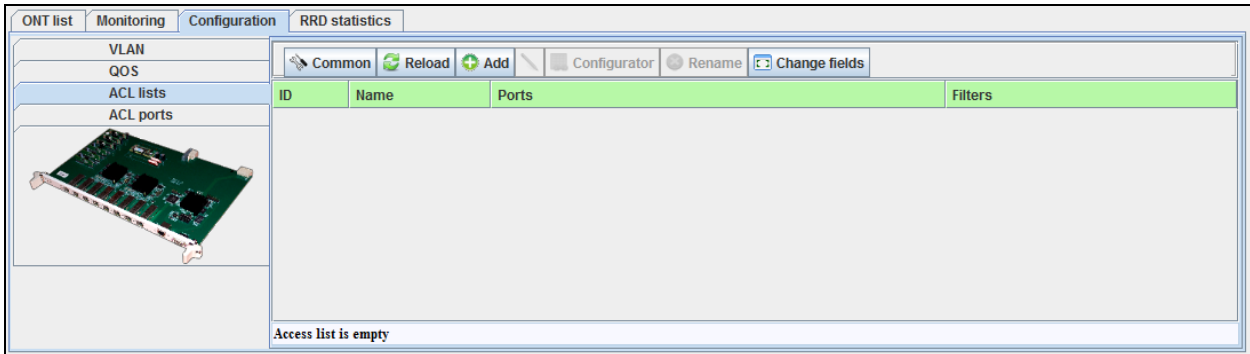 ONT list Monitoring Configuration RRD statistics
VLAN
QOS
ACL lists
ACL ports
Common Reload Add Configurator Rename Change fields
ID Name Ports Filters
Access list is empty